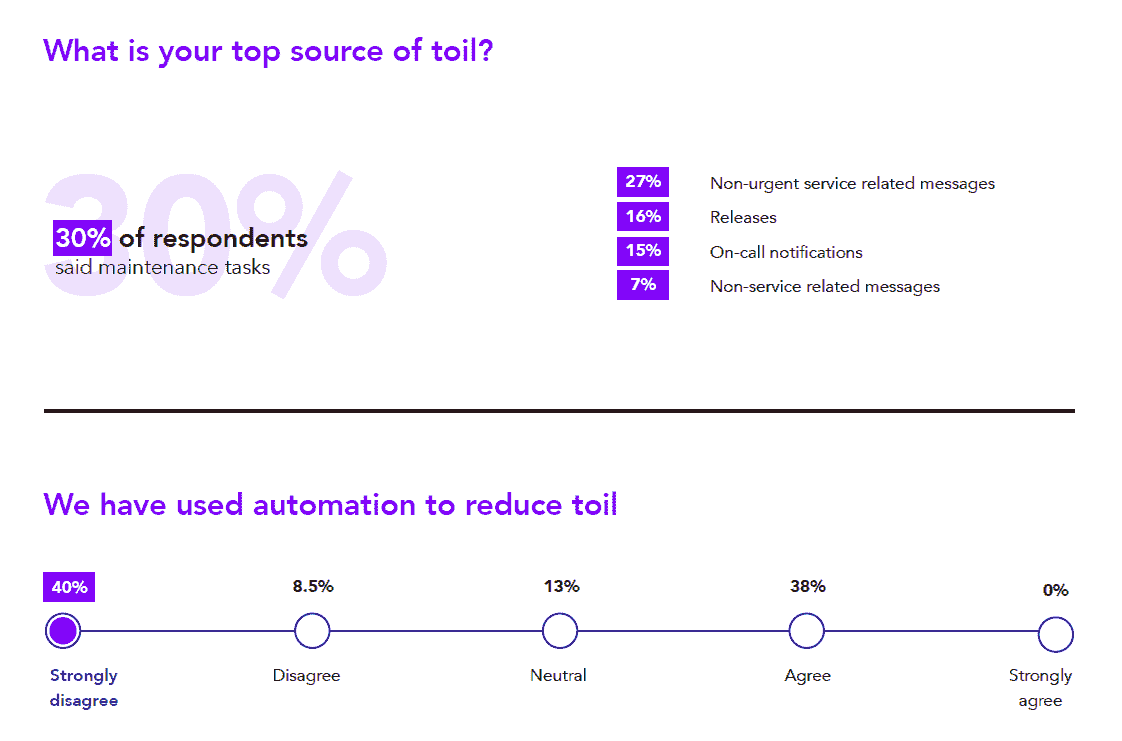 What is your top source of toil?
30%
30% of respondents
said maintenance tasks
27% Non-urgent service related messages
16% Releases
15% On-call notifications
7% Non-service related messages
We have used automation to reduce toil
40% 8.5% 13% 38% 0%
Strongly Disagree Neutral Agree Strongly
disagree agree